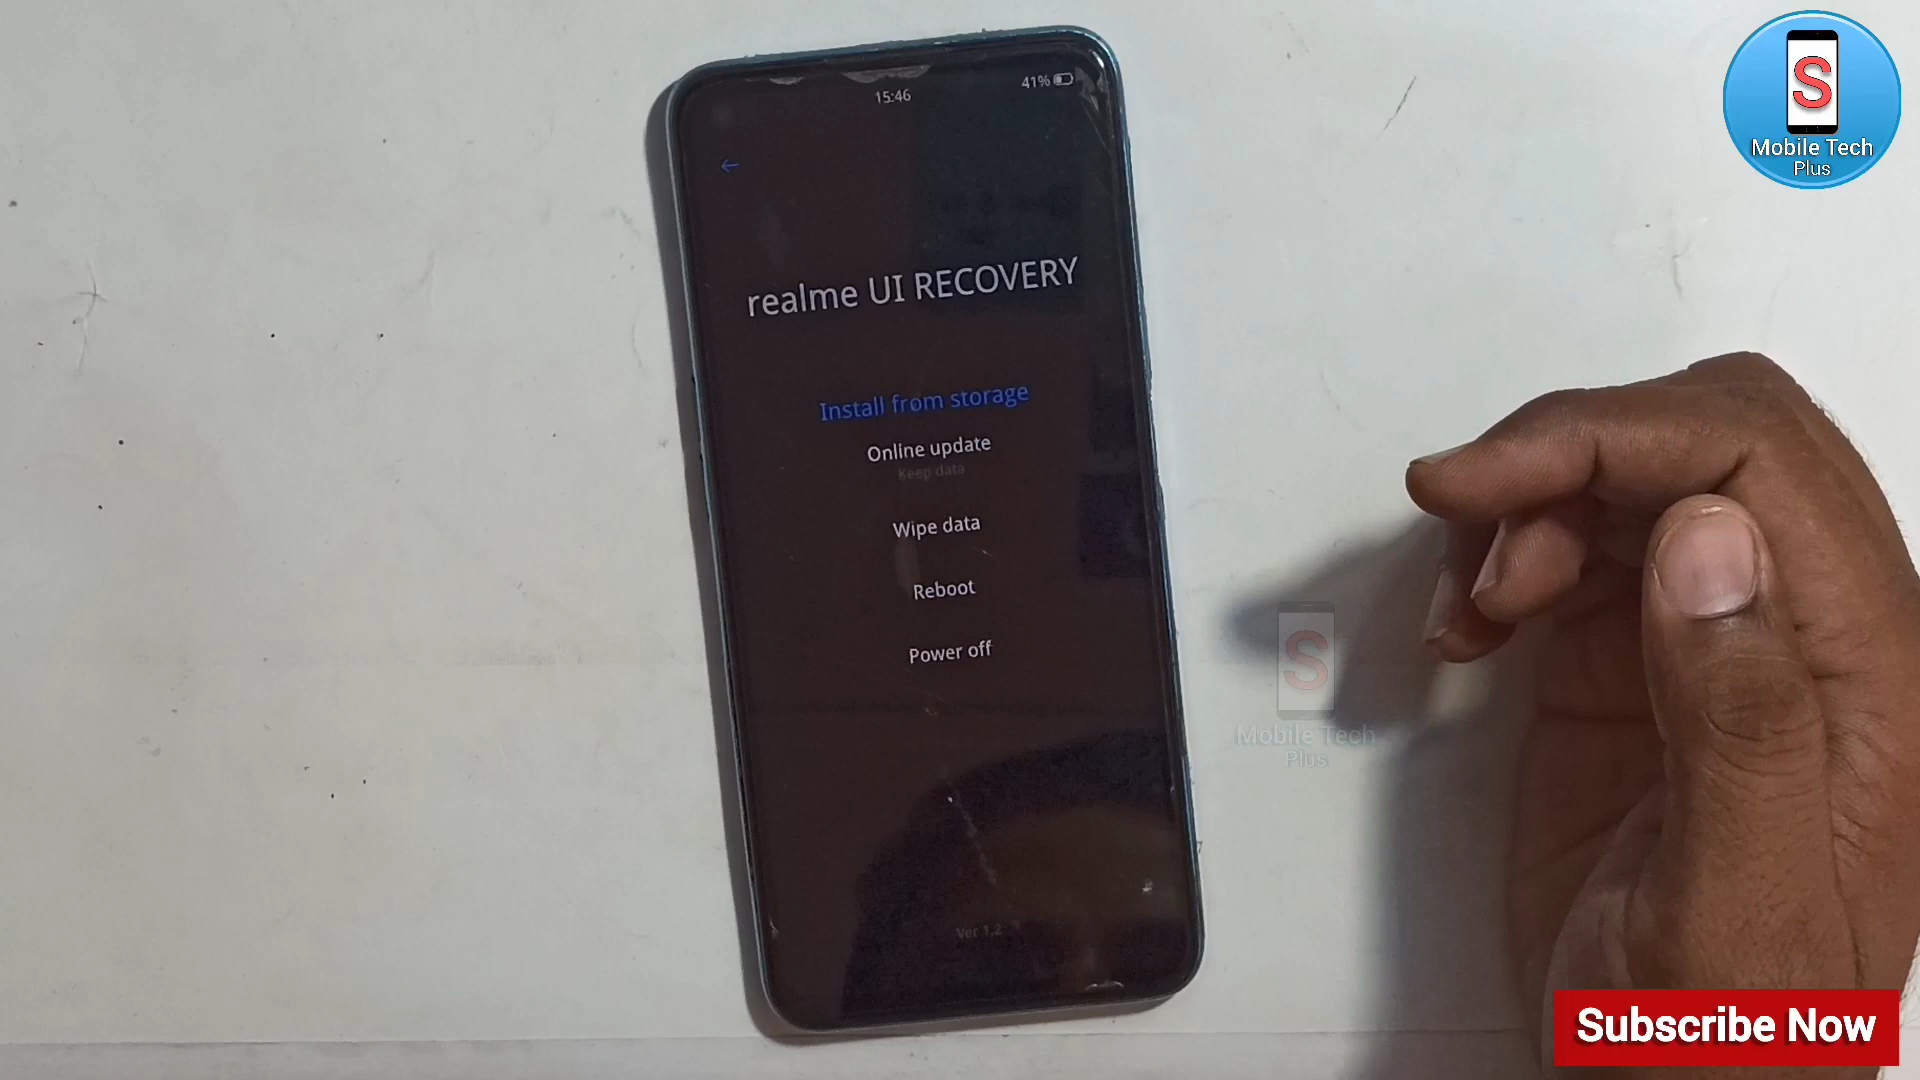 15:46
41%
←
realme UI RECOVERY
Install from storage
Online update
Keep data
Wipe data
Reboot
Power off
Ver 1.2
S
Mobile Tech
Plus
S
Mobile Tech
Plus
Subscribe Now